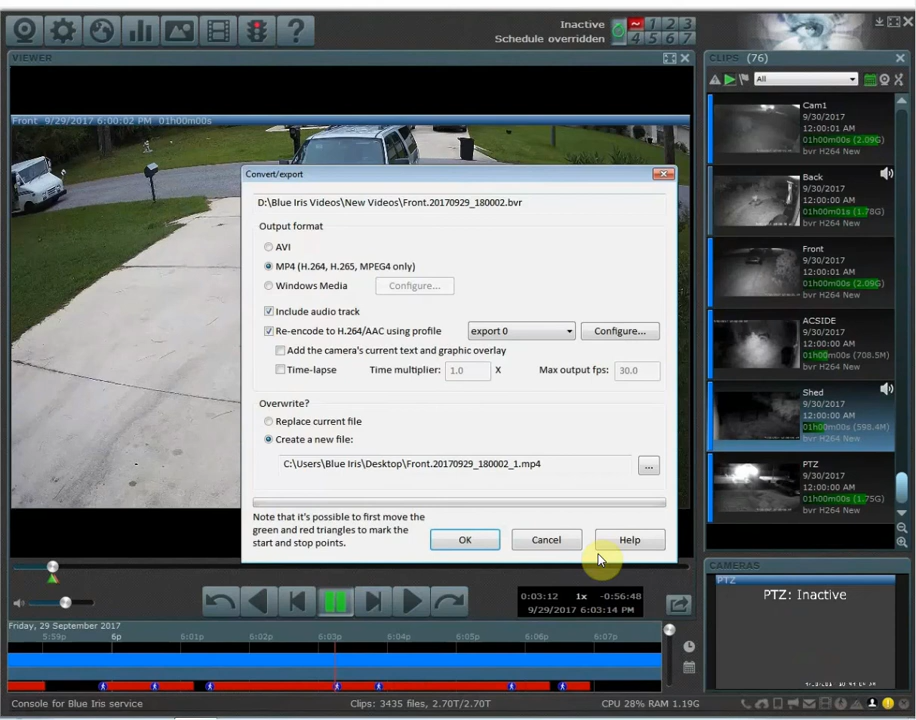 Inactive
Schedule overridden
1 2 3
4 5 6 7
VIEWER
Front 9/29/2017 6:00:02 PM 01h00m00s
Convert/export
D:\Blue Iris Videos\New Videos\Front.20170929_180002.bvr
Output format
AVI
MP4 (H.264, H.265, MPEG4 only)
Windows Media Configure...
Include audio track
Re-encode to H.264/AAC using profile export 0 Configure...
Add the camera's current text and graphic overlay
Time-lapse Time multiplier: 1.0 X Max output fps: 30.0
Overwrite?
Replace current file
Create a new file:
C:\Users\Blue Iris\Desktop\Front.20170929_180002_1.mp4 ...
Note that it's possible to first move the
green and red triangles to mark the
start and stop points.
OK Cancel Help
0:03:12 1x -0:56:48
9/29/2017 6:03:14 PM
Friday, 29 September 2017
5:59p 6p 6:01p 6:02p 6:03p 6:04p 6:05p 6:06p 6:07p
CLIPS (76)
All
Cam1
9/30/2017
12:00:01 AM
01h00m00s (2.09G)
bvr H264 New
Back
9/30/2017
12:00:01 AM
01h00m01s (1.78G)
bvr H264 New
Front
9/30/2017
12:00:01 AM
01h00m00s (2.09G)
bvr H264 New
ACSIDE
9/30/2017
12:00:00 AM
01h00m00s (708.5M)
bvr H264 New
Shed
9/30/2017
12:00:00 AM
01h00m00s (598.4M)
bvr H264 New
PTZ
9/30/2017
12:00:00 AM
01h00m00s (1.75G)
bvr H264 New
CAMERAS
PTZ
PTZ: Inactive
Console for Blue Iris service Clips: 3435 files, 2.70T/2.70T CPU 28% RAM 1.19G